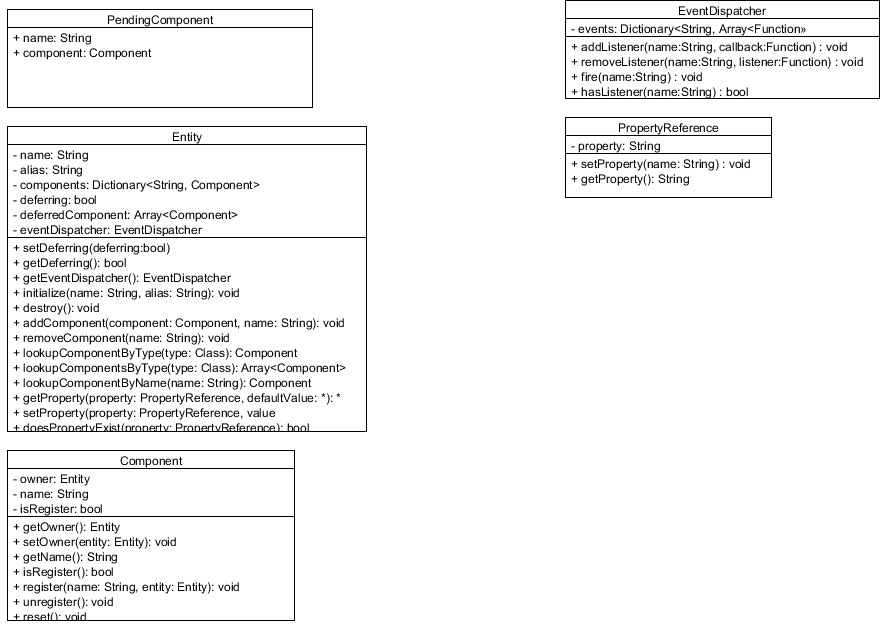 PendingComponent
+ name: String
+ component: Component
Entity
- name: String
- alias: String
- components: Dictionary<String, Component>
- deferring: bool
- deferredComponent: Array<Component>
- eventDispatcher: EventDispatcher
+ setDeferring(deferring:bool)
+ getDeferring(): bool
+ getEventDispatcher(): EventDispatcher
+ initialize(name: String, alias: String): void
+ destroy(): void
+ addComponent(component: Component, name: String): void
+ removeComponent(name: String): void
+ lookupComponentByType(type: Class): Component
+ lookupComponentsByType(type: Class): Array<Component>
+ lookupComponentByName(name: String): Component
+ getProperty(property: PropertyReference, defaultValue: *): *
+ setProperty(property: PropertyReference, value
+ doesPropertyExist(property: PropertyReference): bool
Component
- owner: Entity
- name: String
- isRegister: bool
+ getOwner(): Entity
+ setOwner(entity: Entity): void
+ getName(): String
+ isRegister(): bool
+ register(name: String, entity: Entity): void
+ unregister(): void
+ reset(): void
EventDispatcher
- events: Dictionary<String, Array<Function»
+ addListener(name:String, callback:Function) : void
+ removeListener(name:String, listener:Function) : void
+ fire(name:String) : void
+ hasListener(name:String) : bool
PropertyReference
- property: String
+ setProperty(name: String) : void
+ getProperty(): String